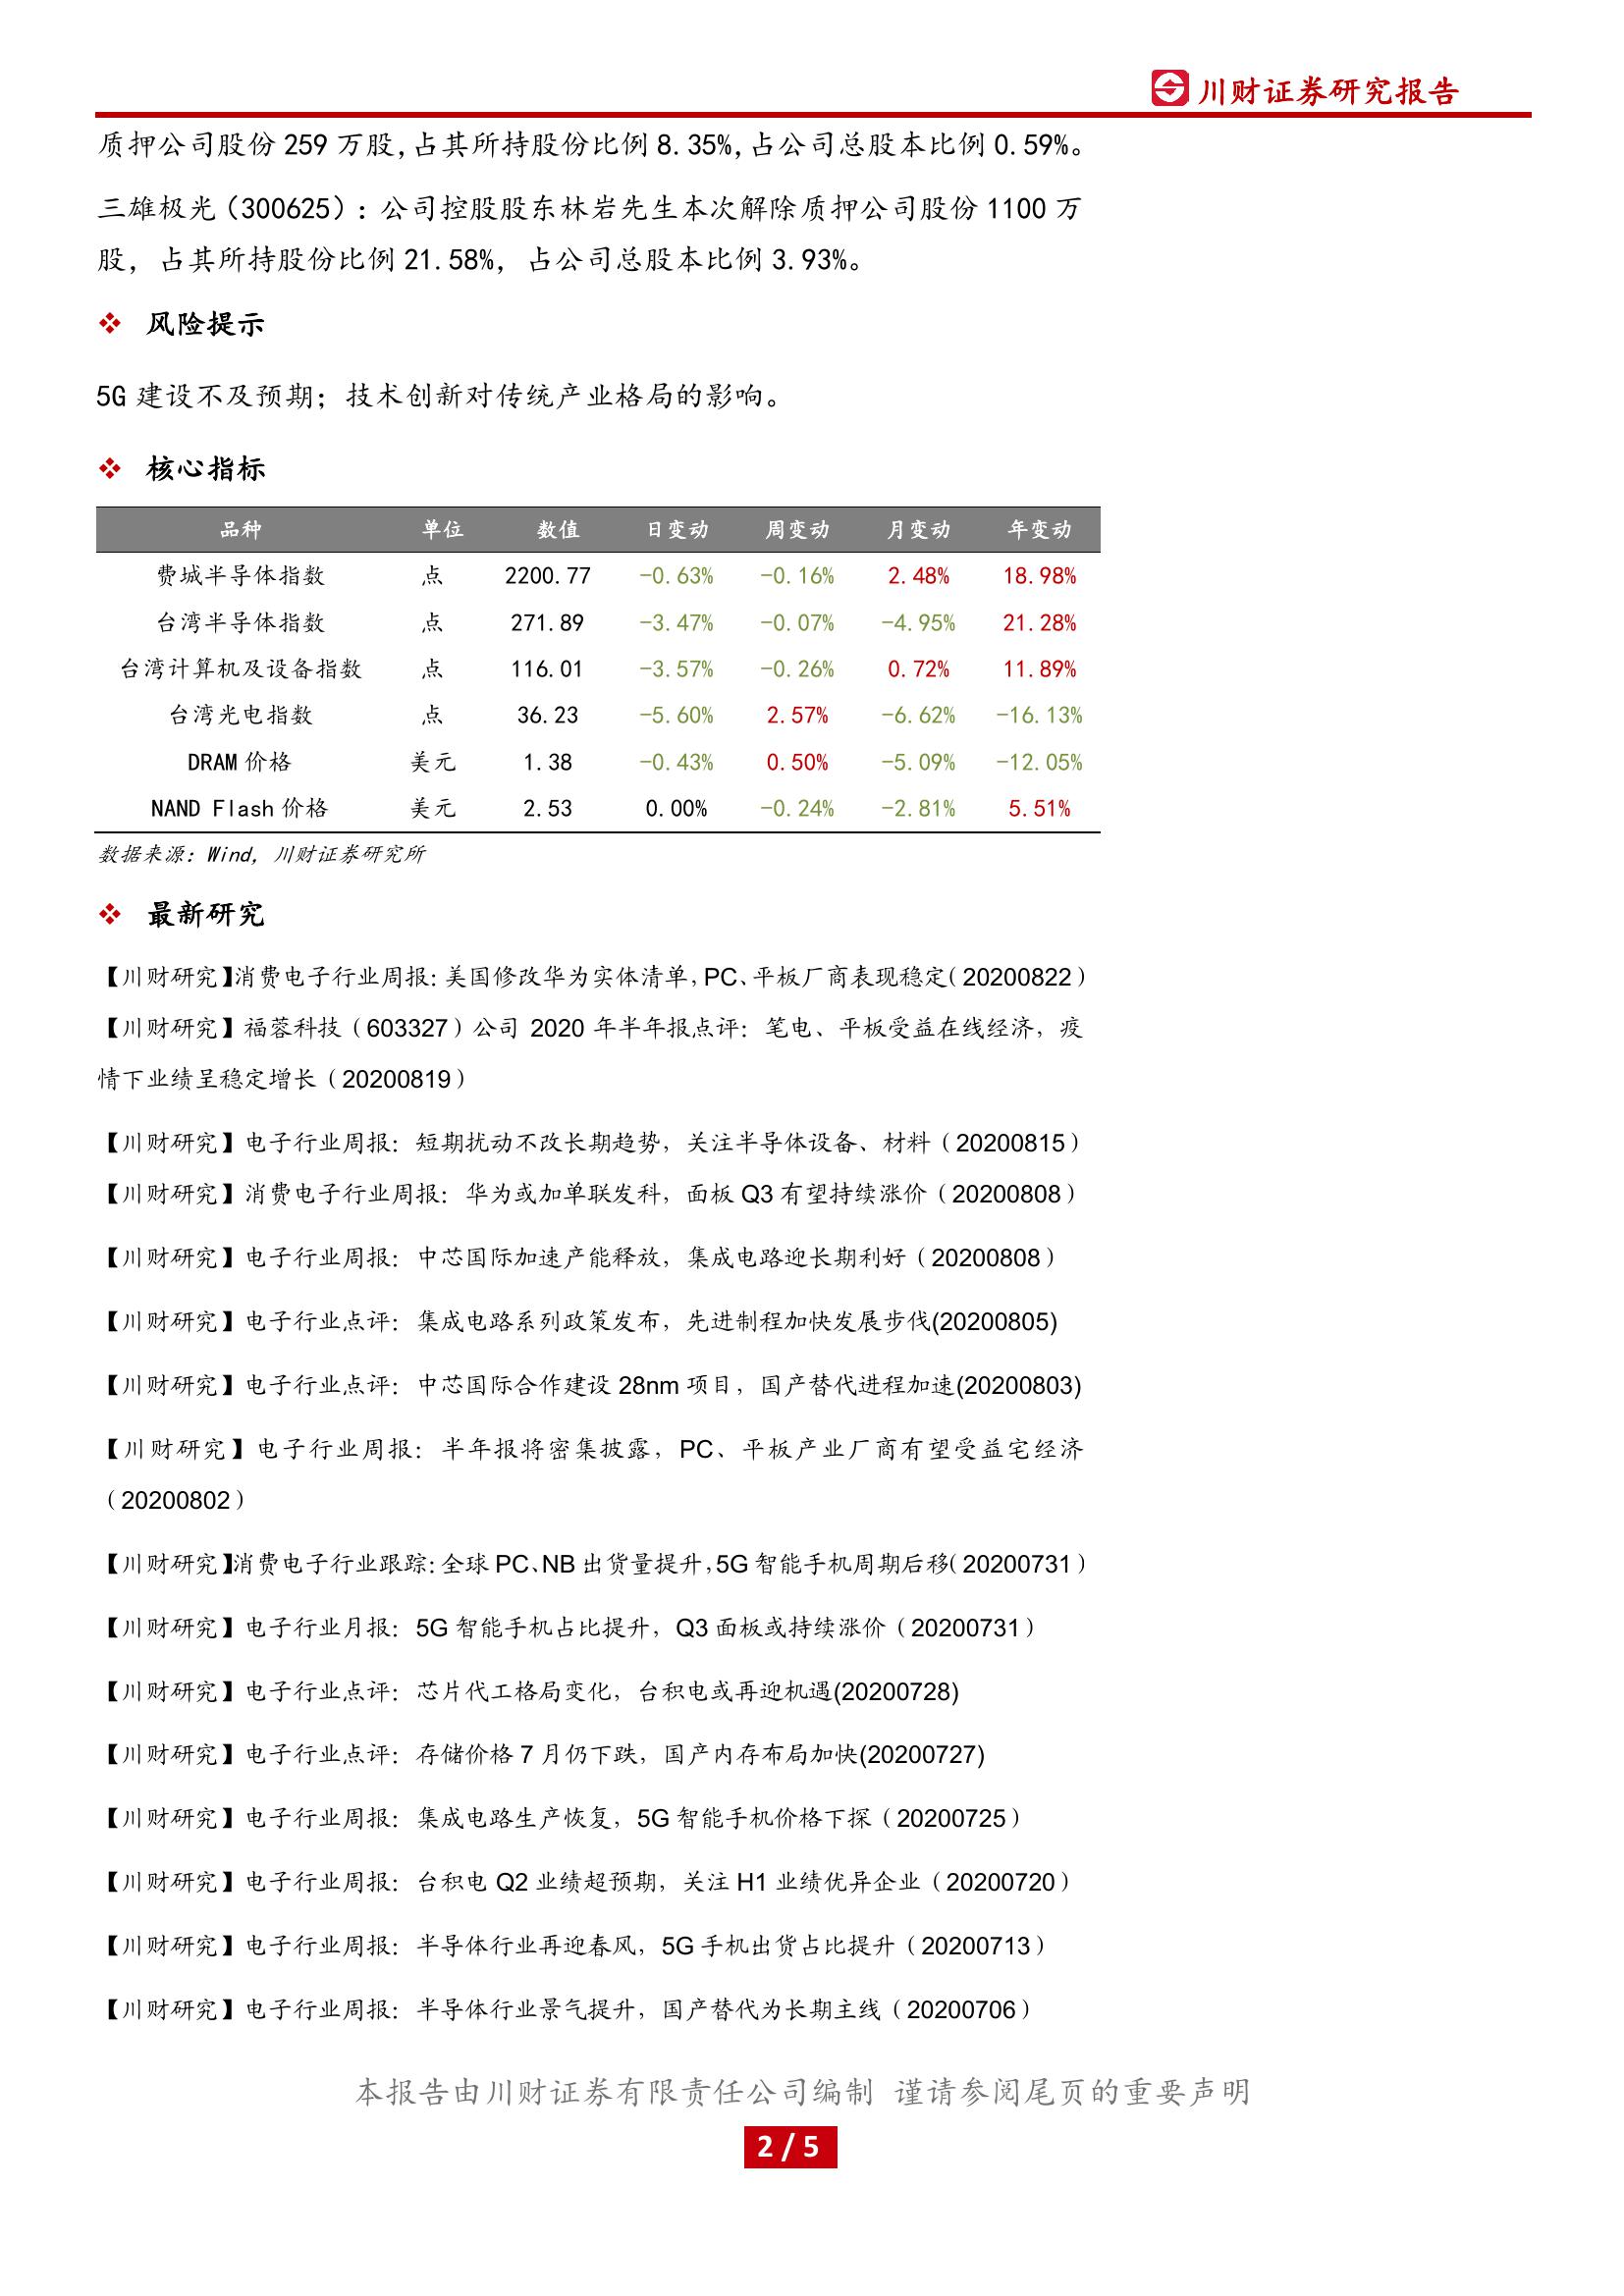 川财证券研究报告
质押公司股份 259 万股，占其所持股份比例 8.35%，占公司总股本比例 0.59%。
三雄极光（300625）：公司控股股东林岩先生本次解除质押公司股份 1100 万
股，占其所持股份比例 21.58%，占公司总股本比例 3.93%。
❖ 风险提示
5G 建设不及预期；技术创新对传统产业格局的影响。
❖ 核心指标
品种 单位 数值 日变动 周变动 月变动 年变动
费城半导体指数 点 2200.77 -0.63% -0.16% 2.48% 18.98%
台湾半导体指数 点 271.89 -3.47% -0.07% -4.95% 21.28%
台湾计算机及设备指数 点 116.01 -3.57% -0.26% 0.72% 11.89%
台湾光电指数 点 36.23 -5.60% 2.57% -6.62% -16.13%
DRAM 价格 美元 1.38 -0.43% 0.50% -5.09% -12.05%
NAND Flash 价格 美元 2.53 0.00% -0.24% -2.81% 5.51%
数据来源：Wind，川财证券研究所
❖ 最新研究
【川财研究】消费电子行业周报：美国修改华为实体清单，PC、平板厂商表现稳定（20200822）
【川财研究】福蓉科技（603327）公司 2020 年半年报点评：笔电、平板受益在线经济，疫
情下业绩呈稳定增长（20200819）
【川财研究】电子行业周报：短期扰动不改长期趋势，关注半导体设备、材料（20200815）
【川财研究】消费电子行业周报：华为或加单联发科，面板 Q3 有望持续涨价（20200808）
【川财研究】电子行业周报：中芯国际加速产能释放，集成电路迎长期利好（20200808）
【川财研究】电子行业点评：集成电路系列政策发布，先进制程加快发展步伐(20200805)
【川财研究】电子行业点评：中芯国际合作建设 28nm 项目，国产替代进程加速(20200803)
【川财研究】电子行业周报：半年报将密集披露，PC、平板产业厂商有望受益宅经济
（20200802）
【川财研究】消费电子行业跟踪：全球 PC、NB 出货量提升，5G 智能手机周期后移（20200731）
【川财研究】电子行业月报：5G 智能手机占比提升，Q3 面板或持续涨价（20200731）
【川财研究】电子行业点评：芯片代工格局变化，台积电或再迎机遇(20200728)
【川财研究】电子行业点评：存储价格 7 月仍下跌，国产内存布局加快(20200727)
【川财研究】电子行业周报：集成电路生产恢复，5G 智能手机价格下探（20200725）
【川财研究】电子行业周报：台积电 Q2 业绩超预期，关注 H1 业绩优异企业（20200720）
【川财研究】电子行业周报：半导体行业再迎春风，5G 手机出货占比提升（20200713）
【川财研究】电子行业周报：半导体行业景气提升，国产替代为长期主线（20200706）
本报告由川财证券有限责任公司编制 谨请参阅尾页的重要声明
2 / 5